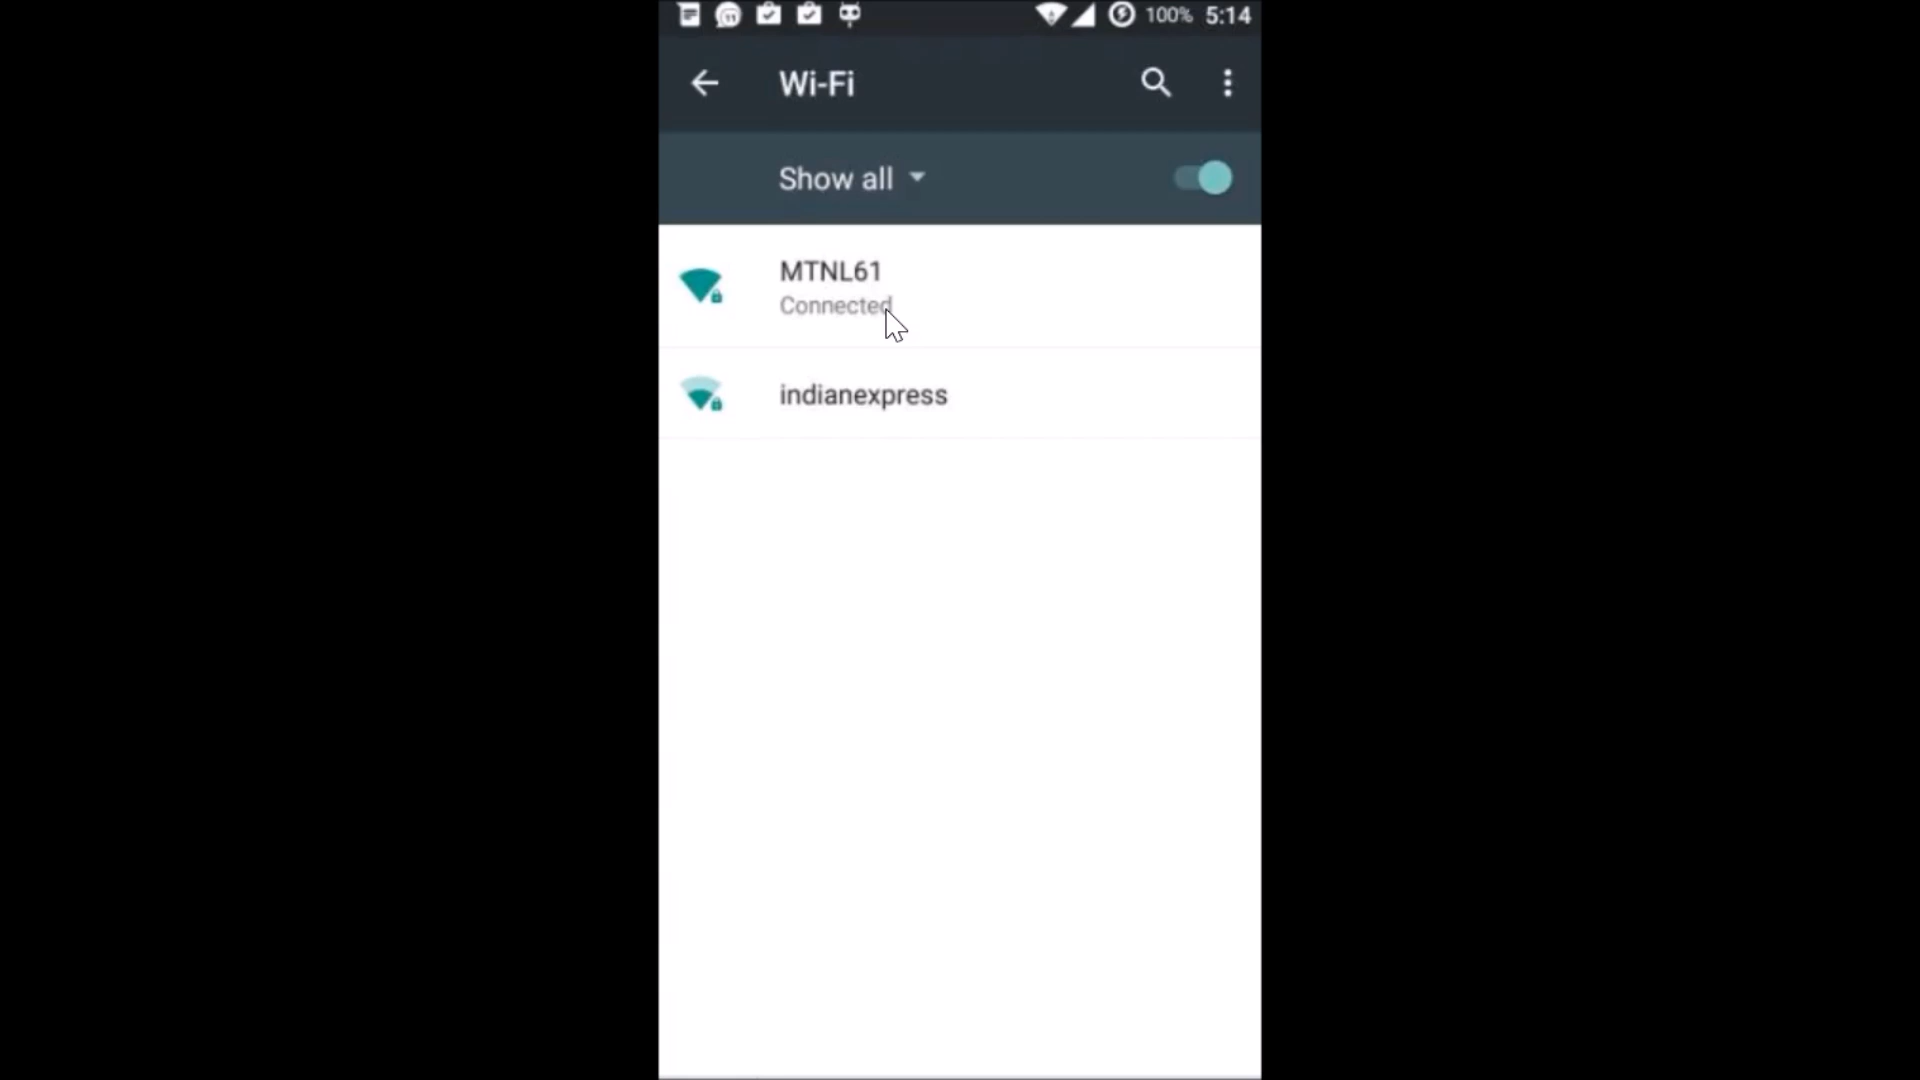 100% 5:14
Wi-Fi
Show all
MTNL61
Connected
indianexpress